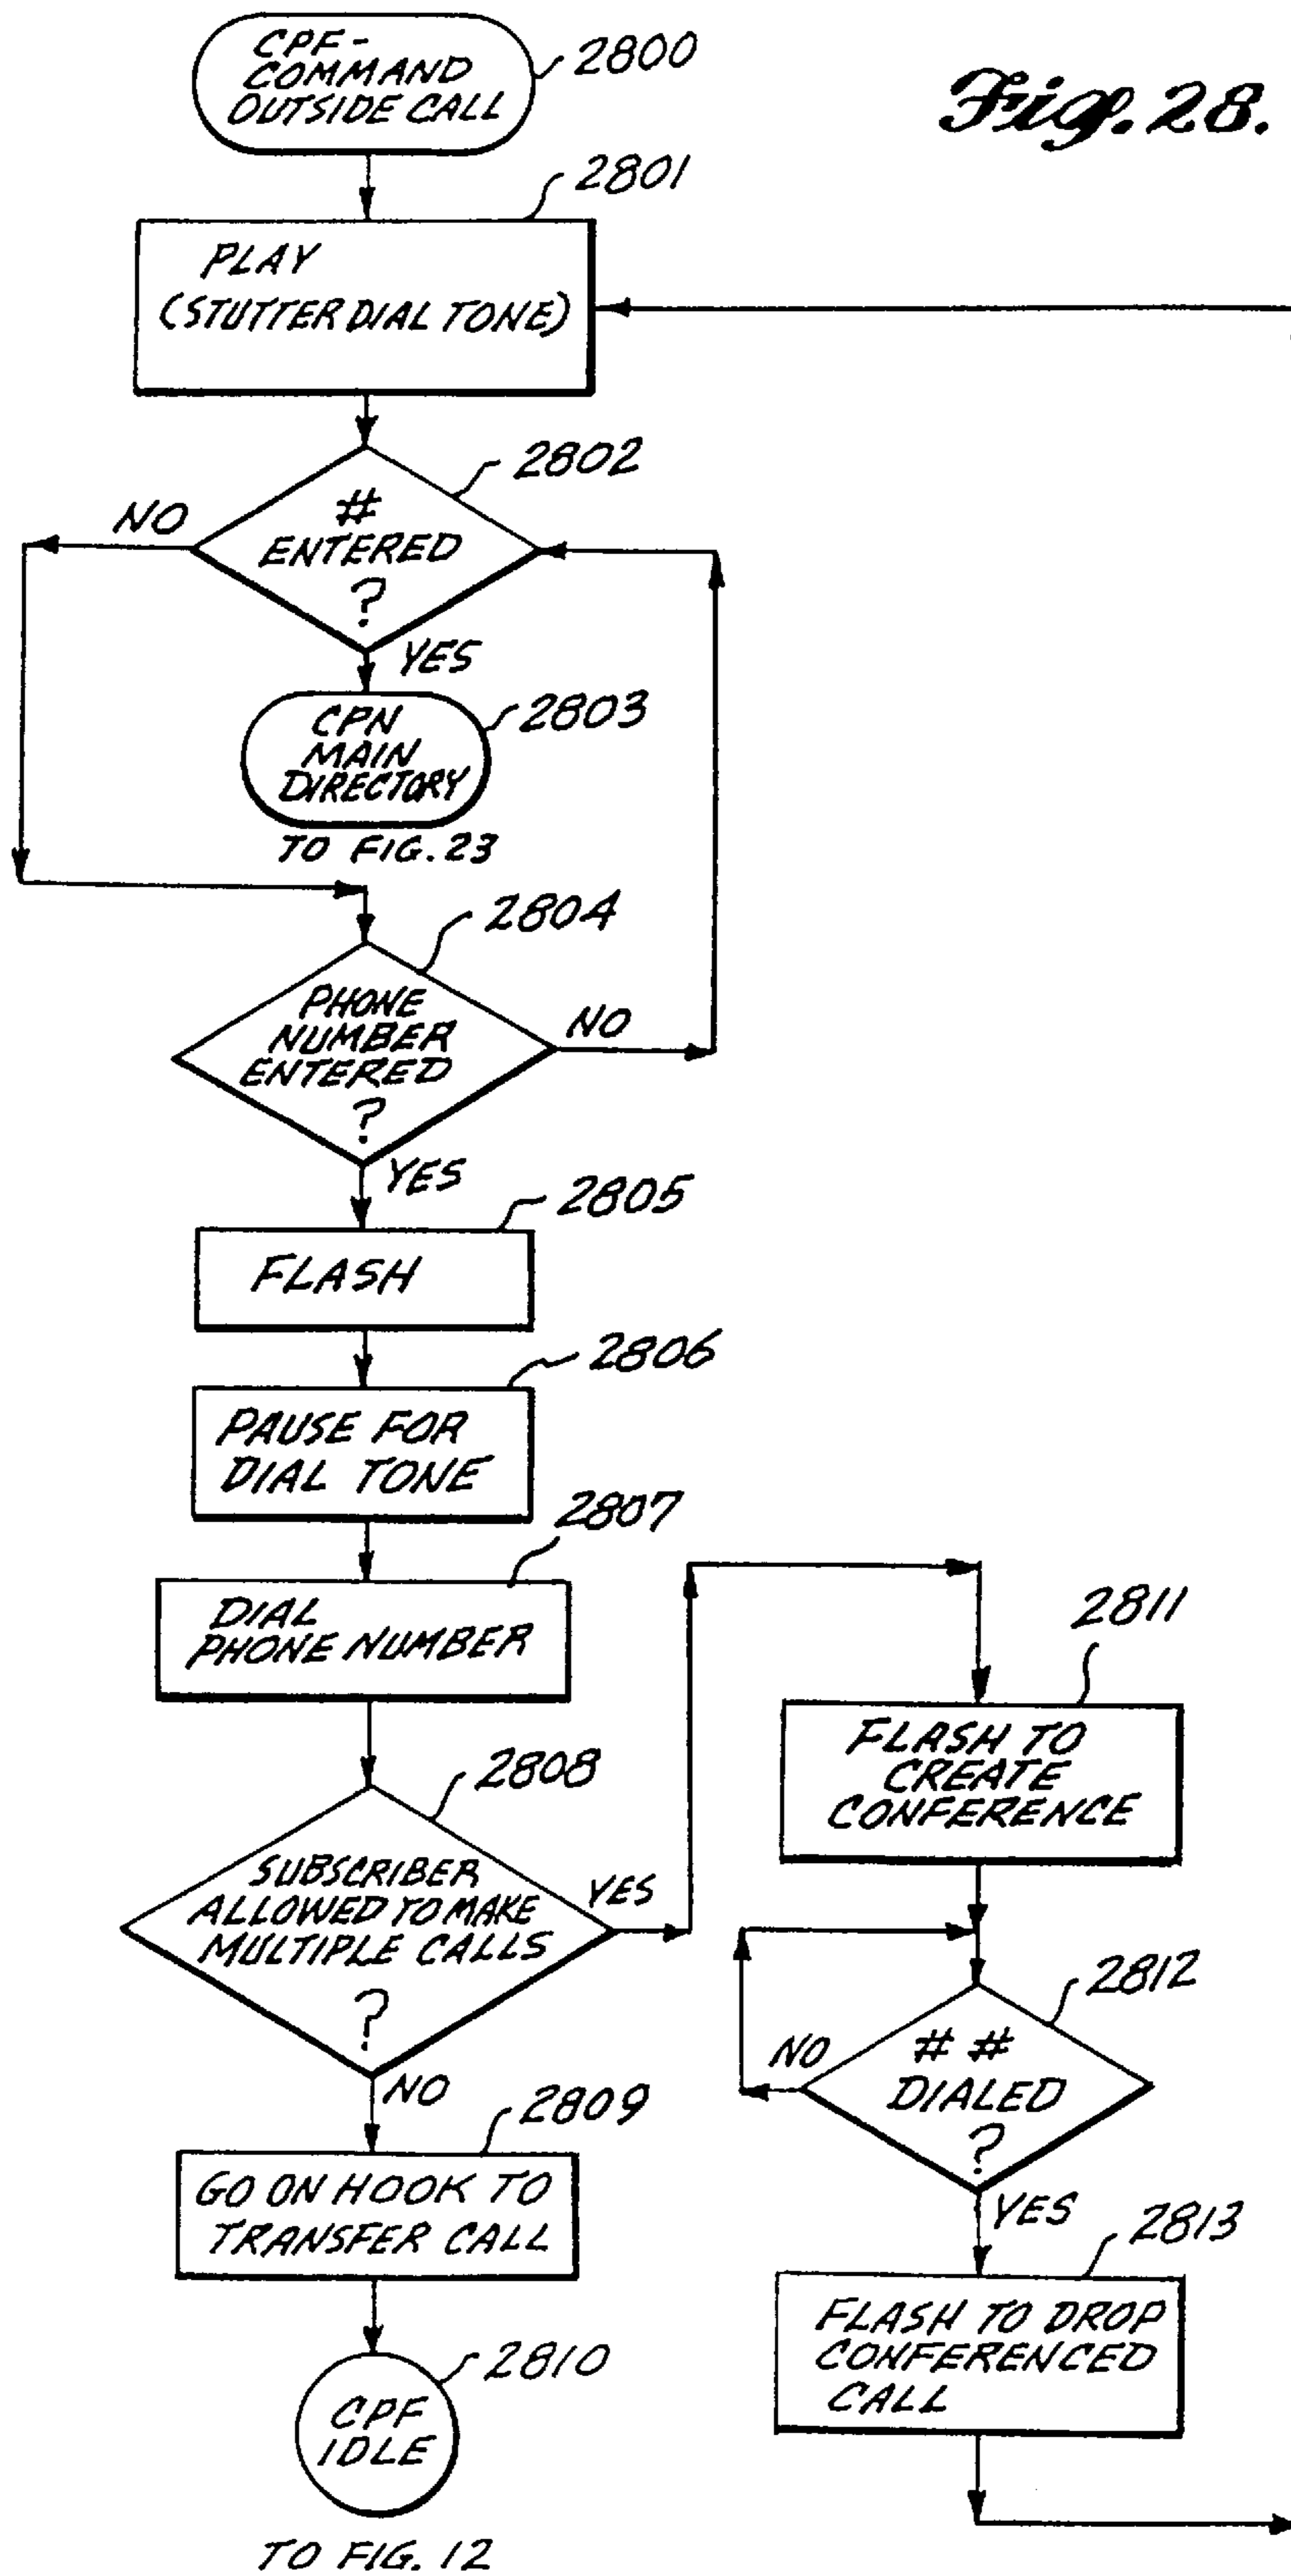 CPF-
COMMAND
OUTSIDE CALL
2800
Fig. 28.
2801
PLAY
(STUTTER DIAL TONE)
2802
NO
#
ENTERED
?
YES
2803
CPN
MAIN
DIRECTORY
TO FIG. 23
2804
PHONE
NUMBER
ENTERED
?
NO
YES
2805
FLASH
2806
PAUSE FOR
DIAL TONE
2807
DIAL
PHONE NUMBER
2808
SUBSCRIBER
ALLOWED TO MAKE
MULTIPLE CALLS
?
YES
NO
2809
GO ON HOOK TO
TRANSFER CALL
2810
CPF
IDLE
TO FIG. 12
2811
FLASH TO
CREATE
CONFERENCE
2812
NO
# #
DIALED
?
YES
2813
FLASH TO DROP
CONFERENCED
CALL